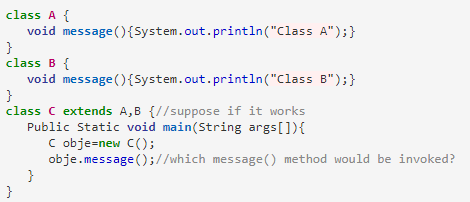 class A {
   void message(){System.out.println("Class A");}
}
class B {
   void message(){System.out.println("Class B");}
}
class C extends A,B {//suppose if it works
   Public Static void main(String args[]){
      C obje=new C();
      obje.message();//which message() method would be invoked?
   }
}